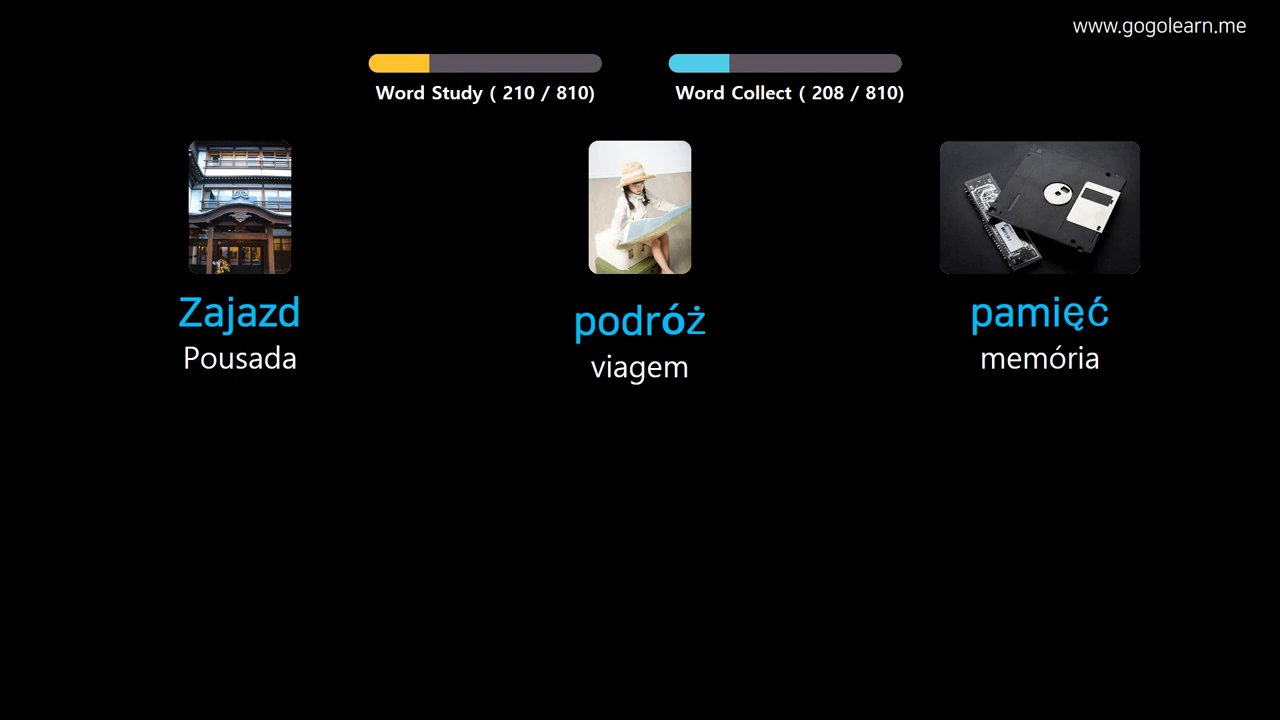 www.gogolearn.me
Word Study ( 210 / 810)
Word Collect ( 208 / 810)
Zajazd
Pousada
podróż
viagem
pamięć
memória